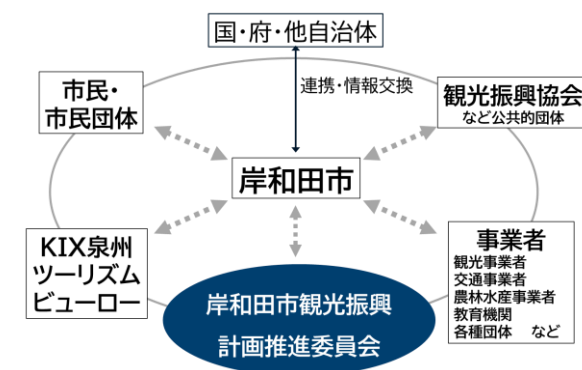 国・府・他自治体
連携・情報交換
市民・
市民団体
観光振興協会
など公共的団体
岸和田市
KIX泉州
ツーリズム
ビューロー
事業者
観光事業者
交通事業者
農林水産事業者
教育機関
各種団体　など
岸和田市観光振興
計画推進委員会